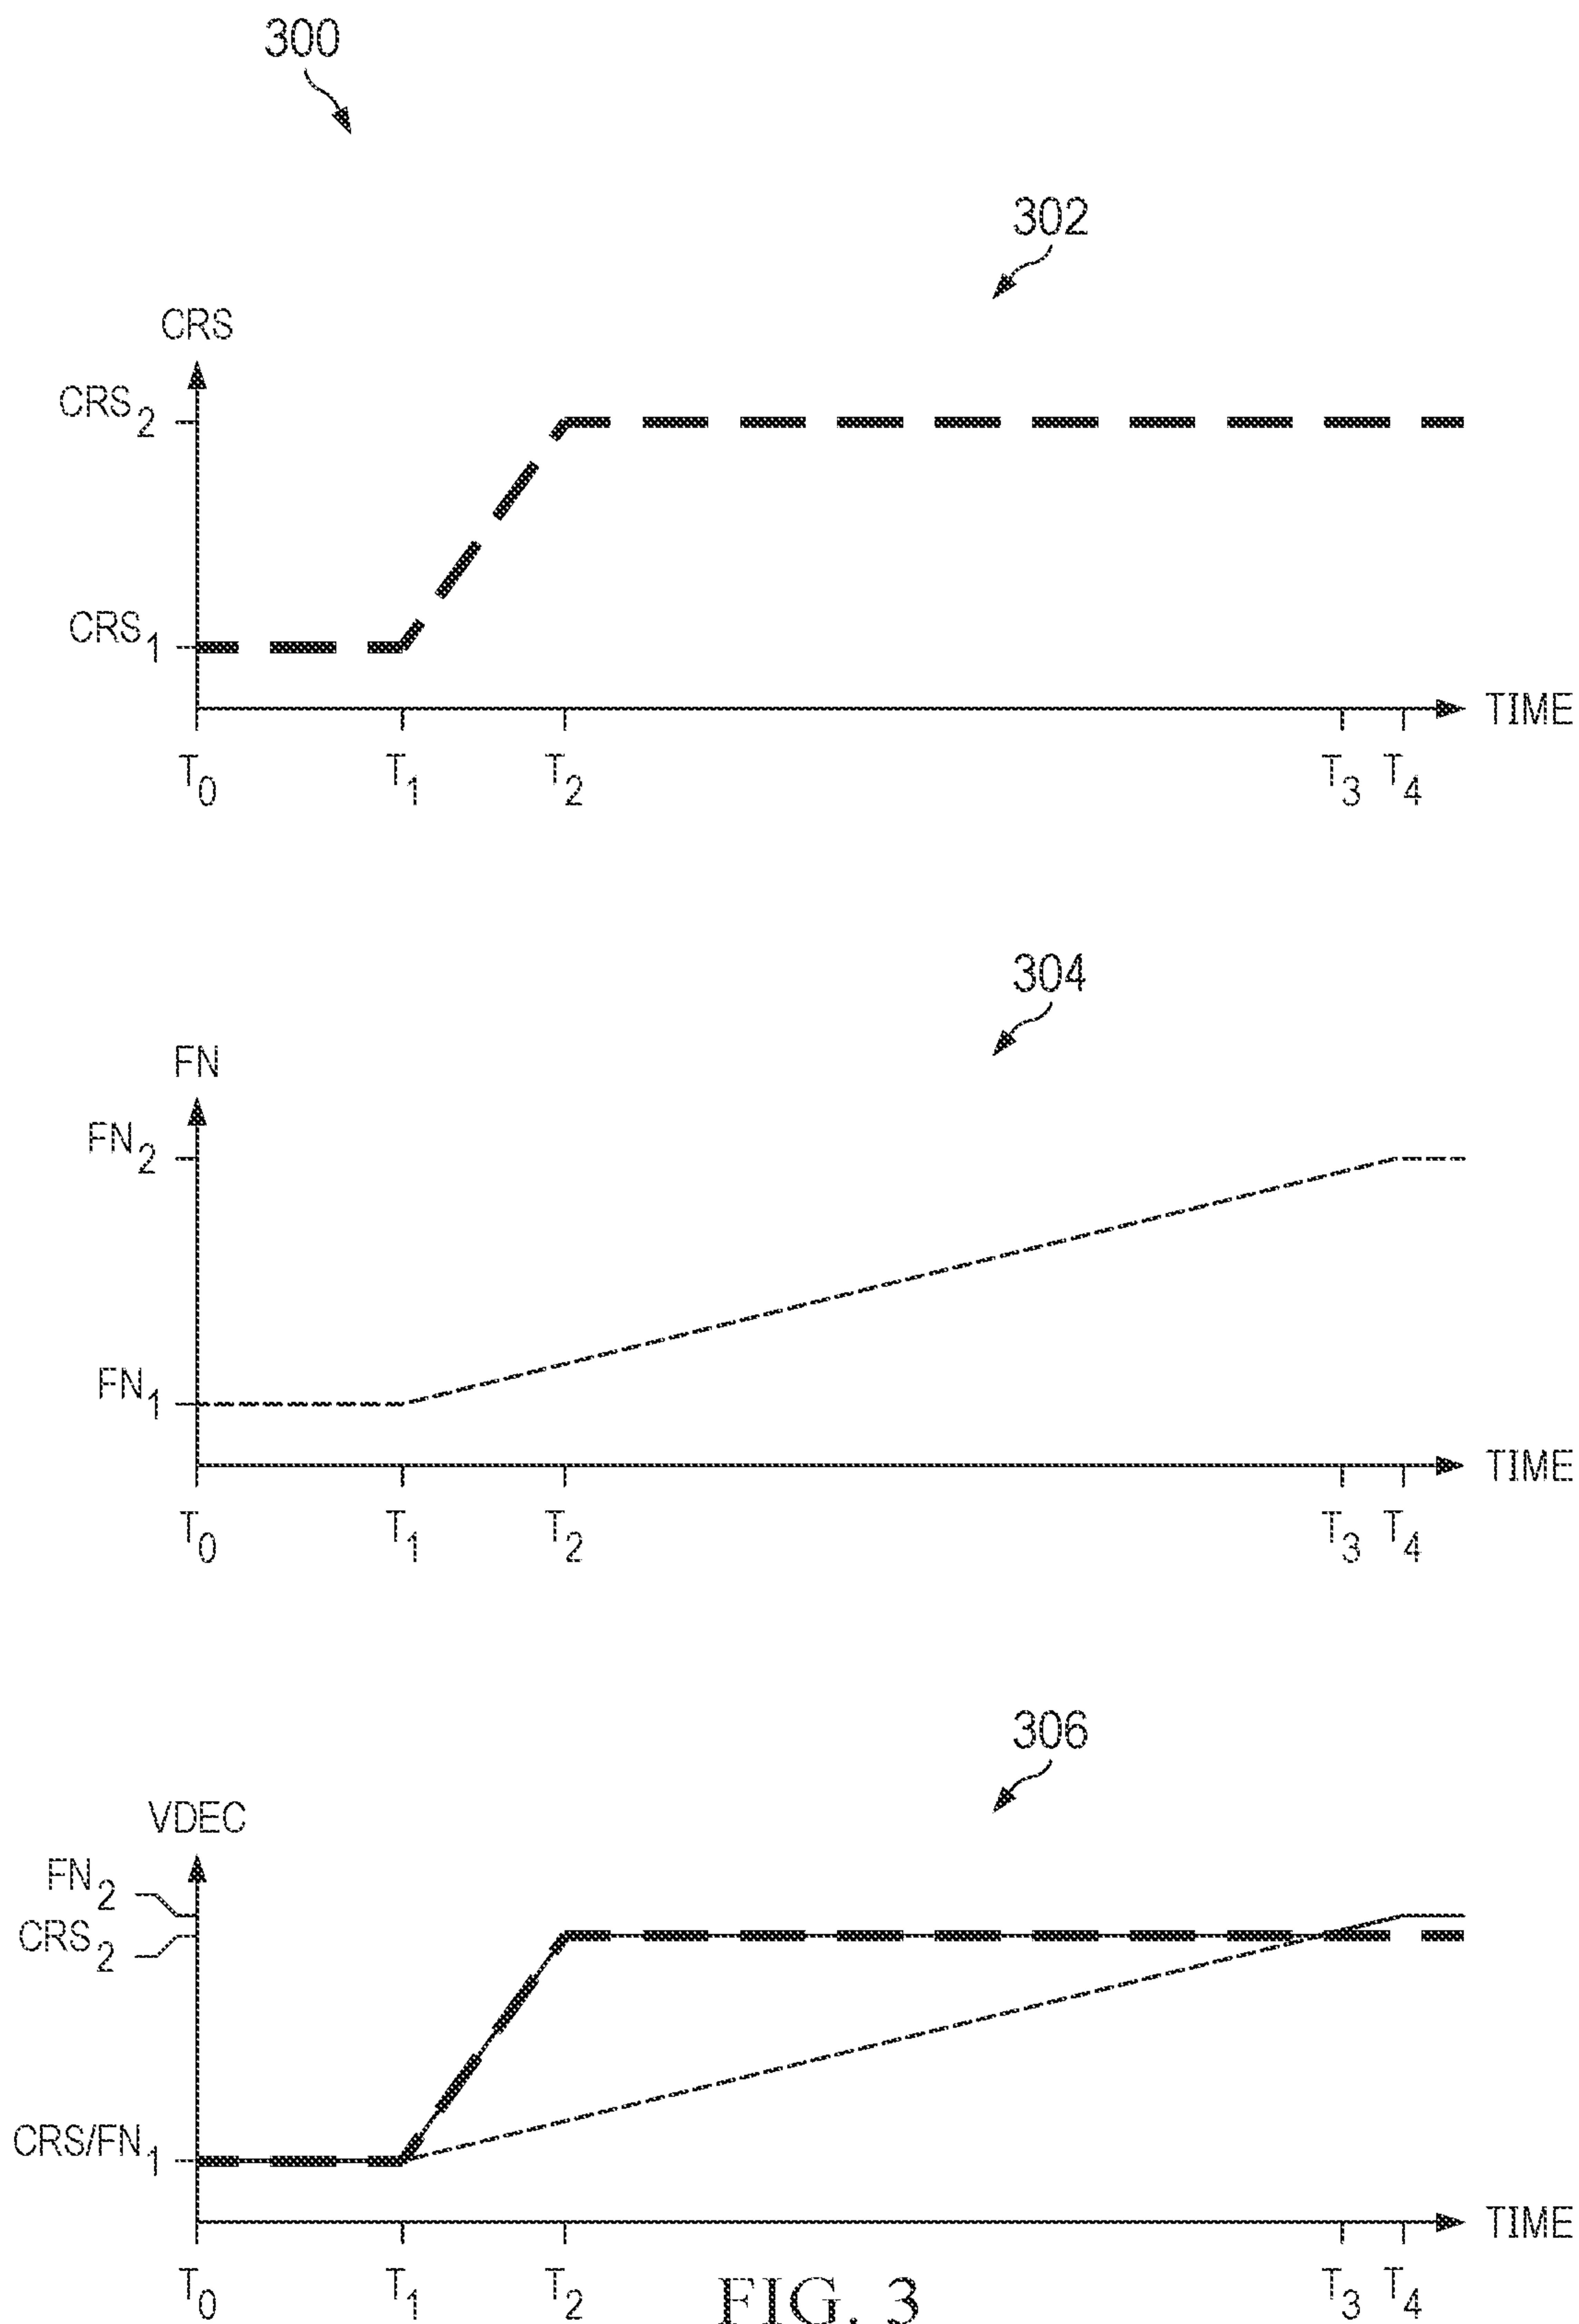 300
302
CRS
CRS2
CRS1
TIME
T0 T1 T2 T3 T4
304
FN
FN2
FN1
TIME
T0 T1 T2 T3 T4
306
VDEC
FN2
CRS2
CRS/FN1
TIME
T0 T1 T2 T3 T4
FIG. 3